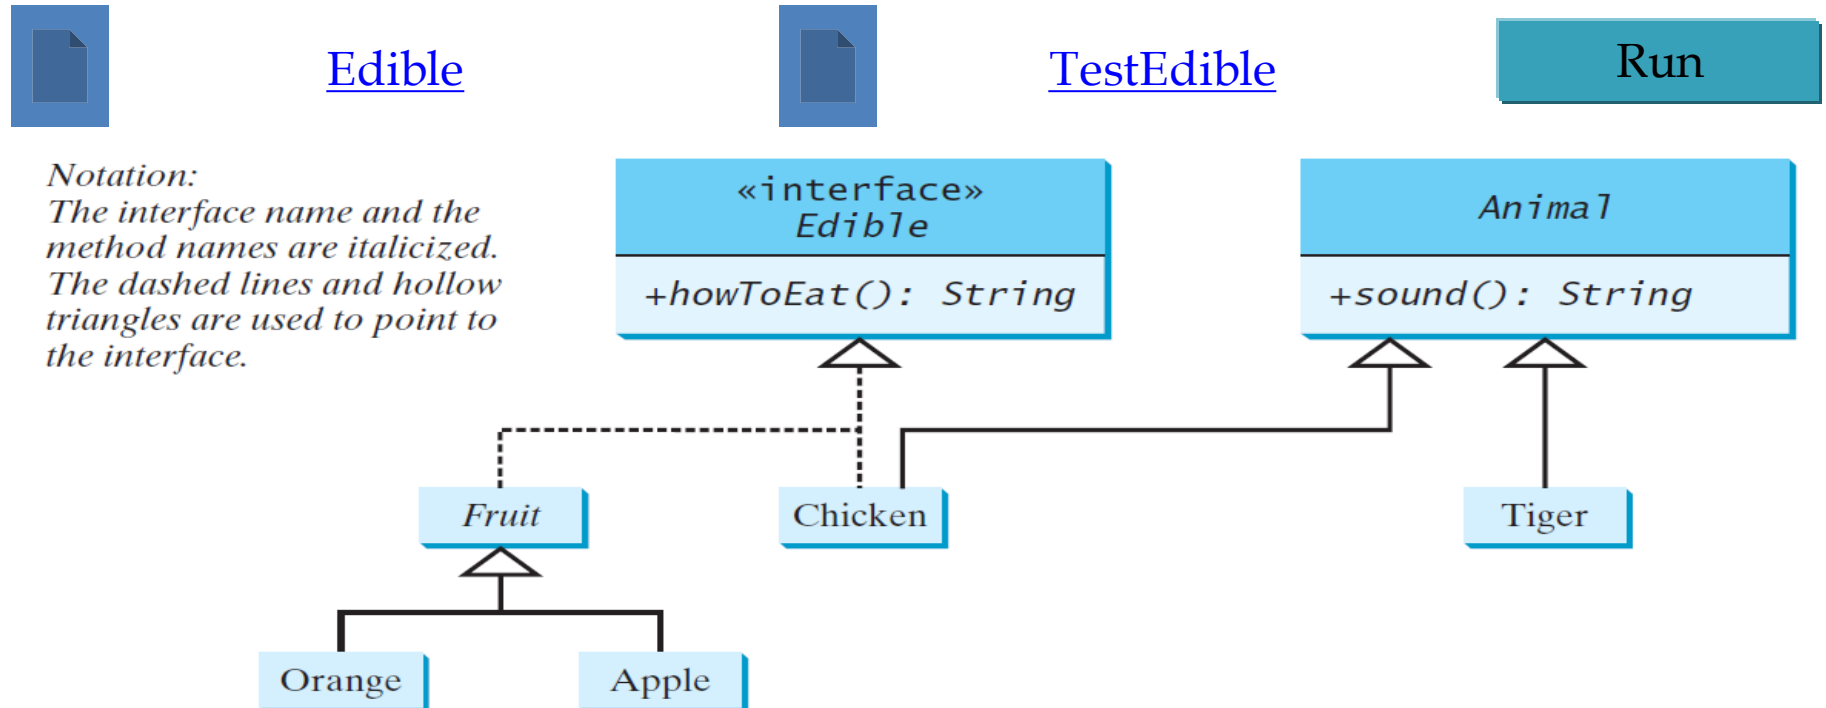 Edible
TestEdible
Run
Notation:
The interface name and the
method names are italicized.
The dashed lines and hollow
triangles are used to point to
the interface.
«interface»
Edible
+howToEat(): String
Animal
+sound(): String
Fruit
Chicken
Tiger
Orange
Apple